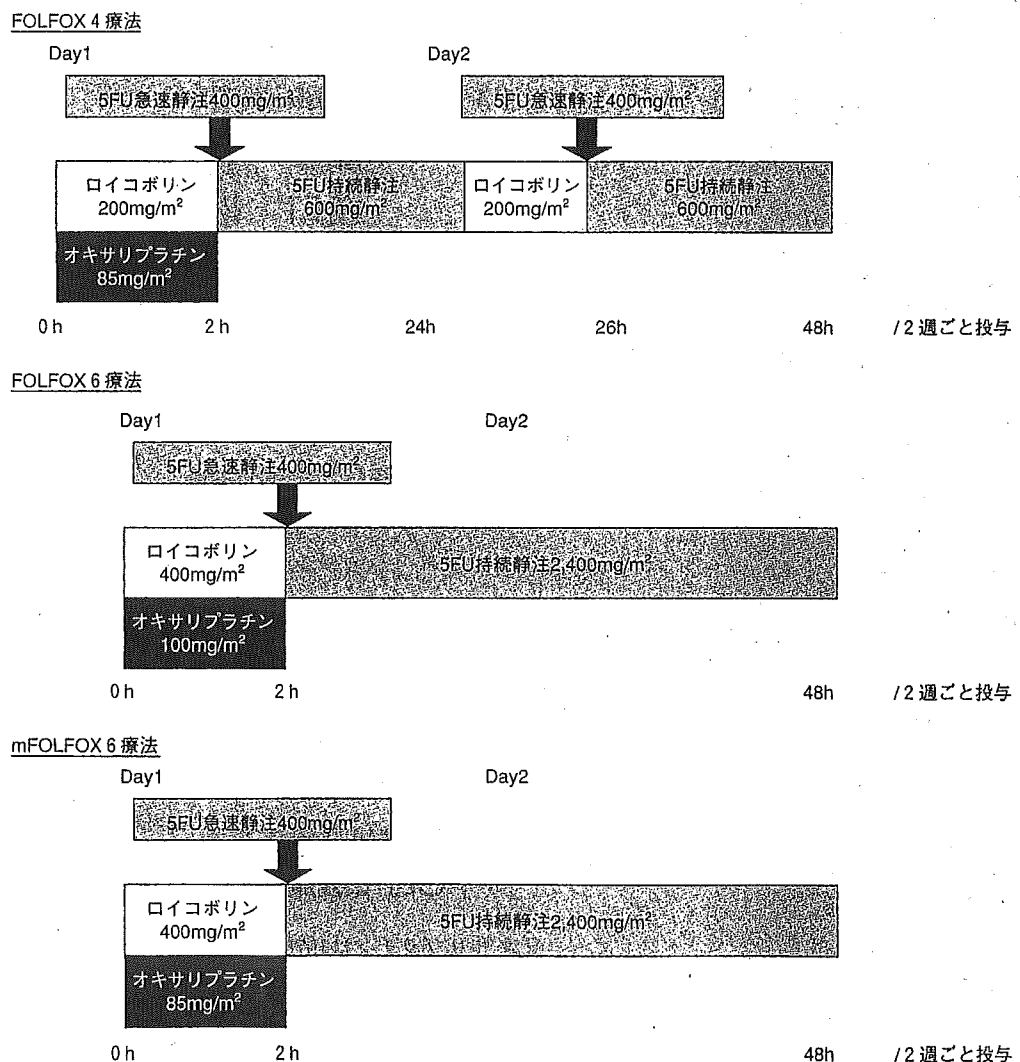 FOLFOX 4 療法
Day1 Day2
5FU急速静注400mg/m² 5FU急速静注400mg/m²
ロイコボリン
200mg/m²
5FU持続静注
600mg/m²
ロイコボリン
200mg/m²
5FU持続静注
600mg/m²
オキサリプラチン
85mg/m²
0 h 2 h 24h 26h 48h / 2 週ごと投与
FOLFOX 6 療法
Day1 Day2
5FU急速静注400mg/m²
ロイコボリン
400mg/m²
5FU持続静注2,400mg/m²
オキサリプラチン
100mg/m²
0 h 2 h 48h / 2 週ごと投与
mFOLFOX 6 療法
Day1 Day2
5FU急速静注400mg/m²
ロイコボリン
400mg/m²
5FU持続静注2,400mg/m²
オキサリプラチン
85mg/m²
0 h 2 h 48h / 2 週ごと投与